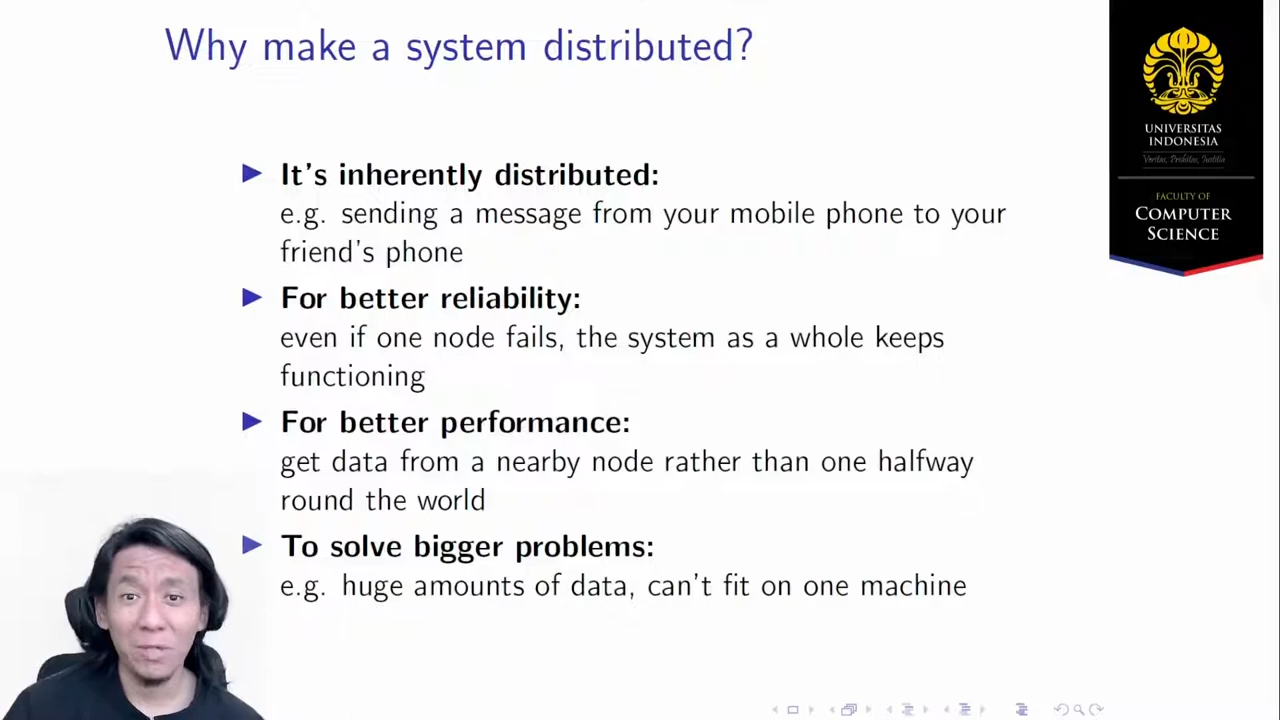 Why make a system distributed?
UNIVERSITAS
INDONESIA
Veritas, Probitas, Iustitia
FACULTY OF
COMPUTER
SCIENCE
It's inherently distributed:
e.g. sending a message from your mobile phone to your
friend's phone
For better reliability:
even if one node fails, the system as a whole keeps
functioning
For better performance:
get data from a nearby node rather than one halfway
round the world
To solve bigger problems:
e.g. huge amounts of data, can't fit on one machine